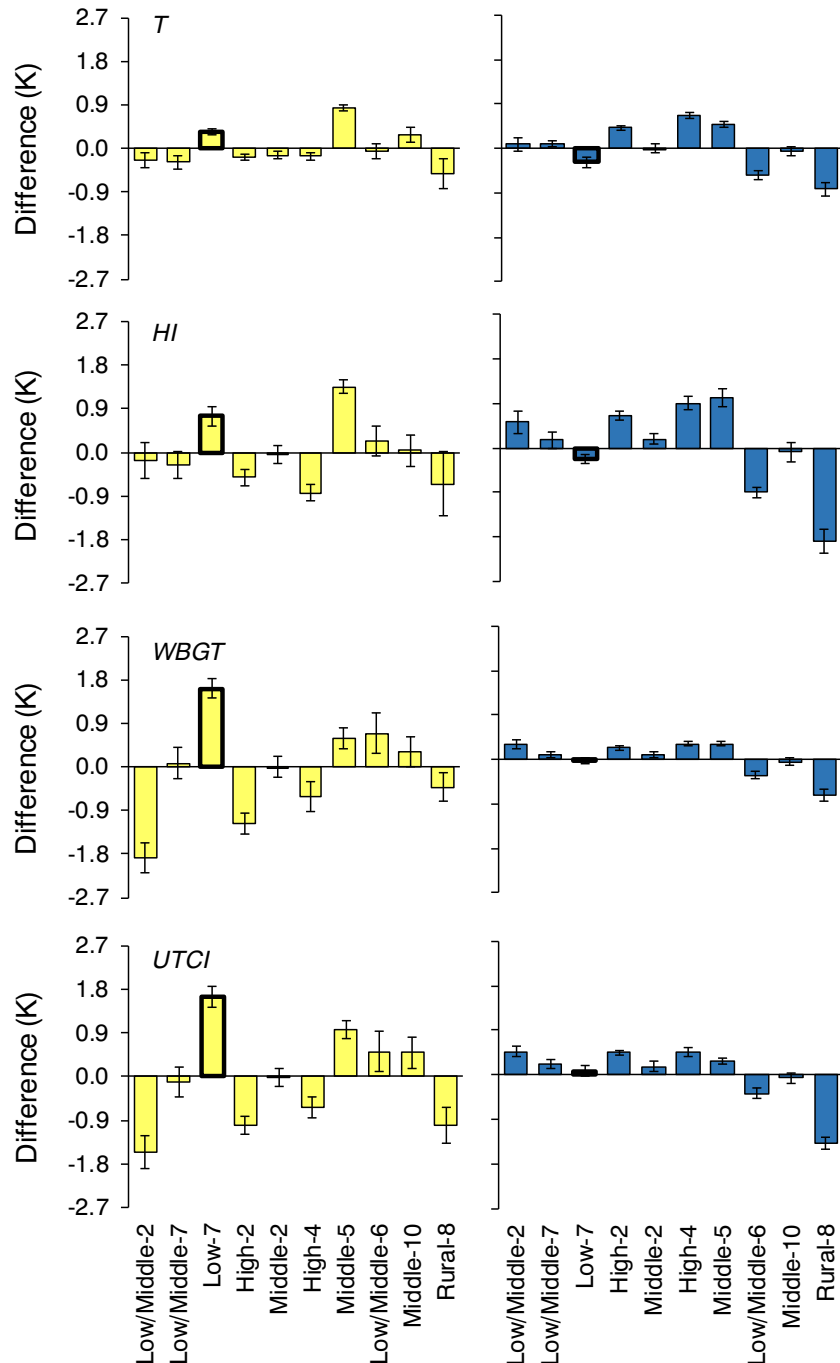 T
Difference (K)
2.7
1.8
0.9
0.0
-0.9
-1.8
-2.7
HI
Difference (K)
2.7
1.8
0.9
0.0
-0.9
-1.8
-2.7
WBGT
Difference (K)
2.7
1.8
0.9
0.0
-0.9
-1.8
-2.7
UTCI
Difference (K)
2.7
1.8
0.9
0.0
-0.9
-1.8
-2.7
Low/Middle-2
Low/Middle-7
Low-7
High-2
Middle-2
High-4
Middle-5
Low/Middle-6
Middle-10
Rural-8
Low/Middle-2
Low/Middle-7
Low-7
High-2
Middle-2
High-4
Middle-5
Low/Middle-6
Middle-10
Rural-8